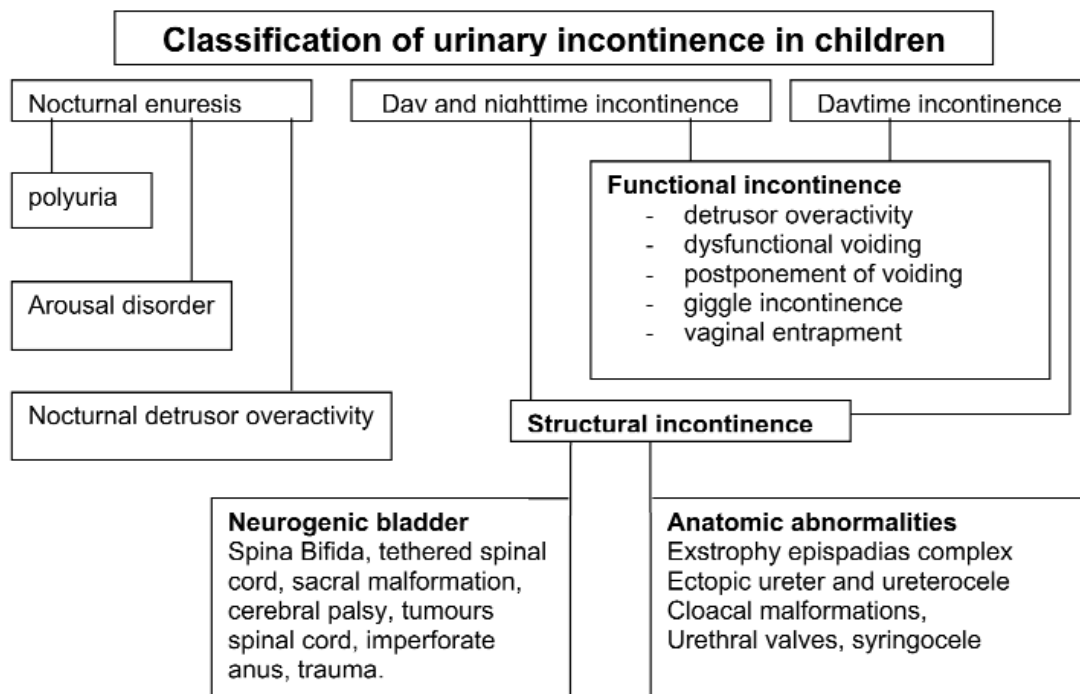 Classification of urinary incontinence in children
Nocturnal enuresis
Day and nighttime incontinence
Daytime incontinence
polyuria
Functional incontinence
- detrusor overactivity
- dysfunctional voiding
- postponement of voiding
- giggle incontinence
- vaginal entrapment
Arousal disorder
Nocturnal detrusor overactivity
Structural incontinence
Neurogenic bladder
Spina Bifida, tethered spinal
cord, sacral malformation,
cerebral palsy, tumours
spinal cord, imperforate
anus, trauma.
Anatomic abnormalities
Exstrophy epispadias complex
Ectopic ureter and ureterocele
Cloacal malformations,
Urethral valves, syringocele